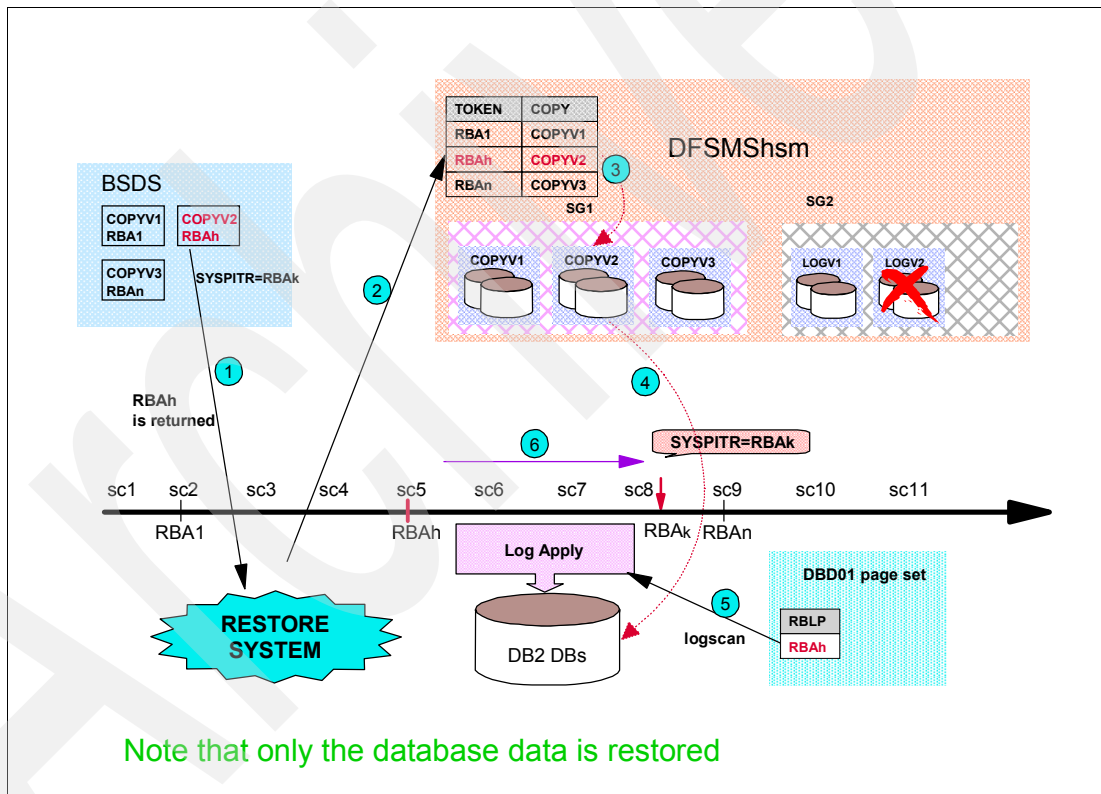 TOKEN COPY
RBA1 COPYV1
RBAh COPYV2
RBAn COPYV3
DFSMShsm
3
SG1
SG2
BSDS
COPYV1
RBA1
COPYV2
RBAh
COPYV3
RBAn
SYSPITR=RBAk
COPYV1
COPYV2
COPYV3
LOGV1
LOGV2
2
1
RBAh
is returned
4
6
SYSPITR=RBAk
sc1 sc2 sc3 sc4 sc5 sc6 sc7 sc8 sc9 sc10 sc11
RBA1 RBAh RBAk RBAn
Log Apply
DBD01 page set
RBLP
RBAh
5
logscan
RESTORE
SYSTEM
DB2 DBs
Note that only the database data is restored
Archive